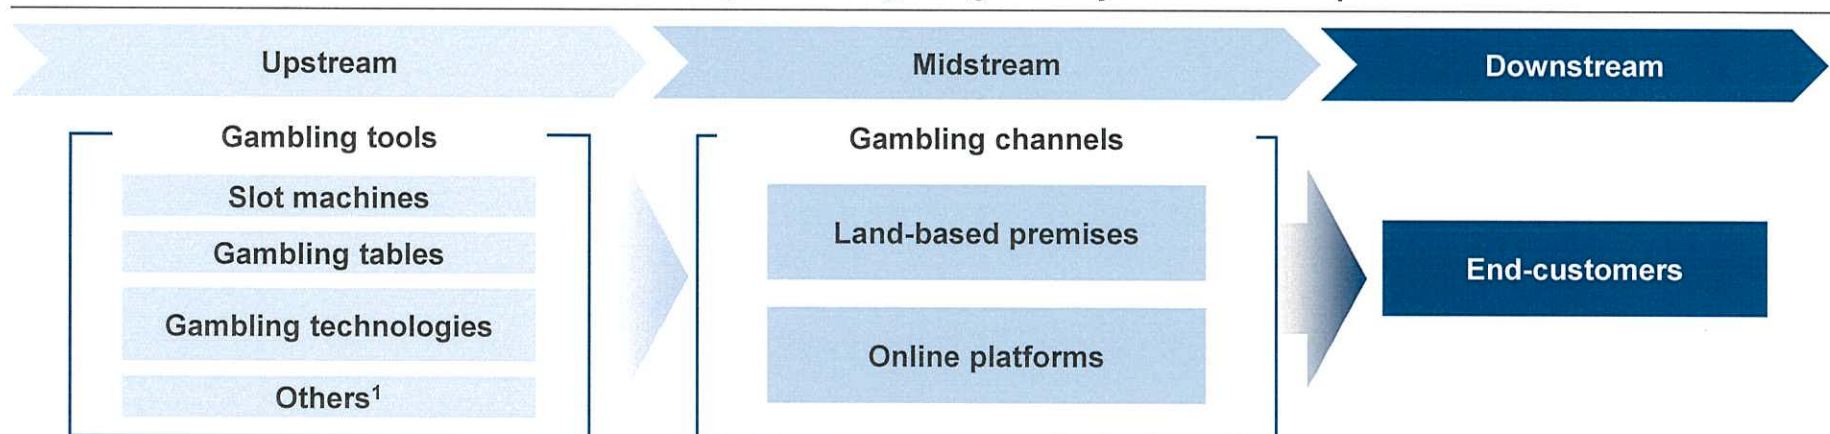 Upstream
Midstream
Downstream
Gambling tools
Slot machines
Gambling tables
Gambling technologies
Others¹
Gambling channels
Land-based premises
Online platforms
End-customers